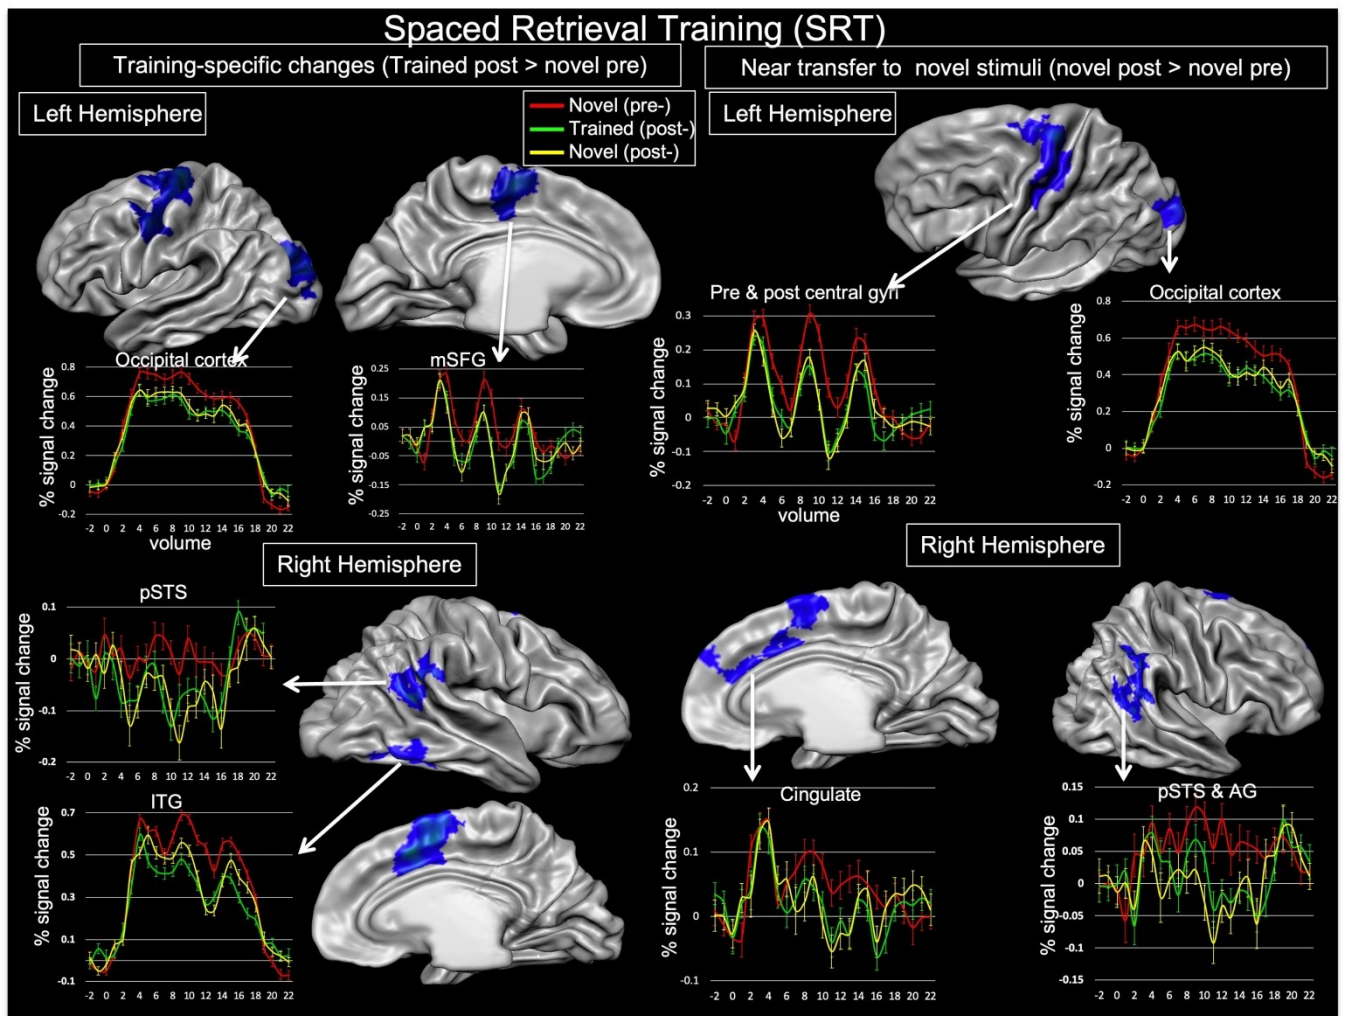 Spaced Retrieval Training (SRT)
Training-specific changes (Trained post > novel pre)
Near transfer to novel stimuli (novel post > novel pre)
Left Hemisphere
Novel (pre-)
Trained (post-)
Novel (post-)
Left Hemisphere
Occipital cortex
% signal change
0.8
0.6
0.4
0.2
0
-0.2
-2 0 2 4 6 8 10 12 14 16 18 20 22
volume
mSFG
% signal change
0.25
0.15
0.05
-0.05
-0.15
-0.25
-2 0 2 4 6 8 10 12 14 16 18 20 22
Pre & post central gyri
% signal change
0.3
0.2
0.1
0
-0.1
-0.2
-2 0 2 4 6 8 10 12 14 16 18 20 22
volume
Occipital cortex
% signal change
0.8
0.6
0.4
0.2
0
-0.2
-2 0 2 4 6 8 10 12 14 16 18 20 22
Right Hemisphere
Right Hemisphere
pSTS
% signal change
0.1
0
-0.1
-0.2
-2 0 2 4 6 8 10 12 14 16 18 20 22
ITG
% signal change
0.7
0.5
0.3
0.1
-0.1
-2 0 2 4 6 8 10 12 14 16 18 20 22
Cingulate
% signal change
0.2
0.1
0
-0.1
-2 0 2 4 6 8 10 12 14 16 18 20 22
pSTS & AG
% signal change
0.15
0.1
0.05
0
-0.05
-0.1
-0.15
-2 0 2 4 6 8 10 12 14 16 18 20 22